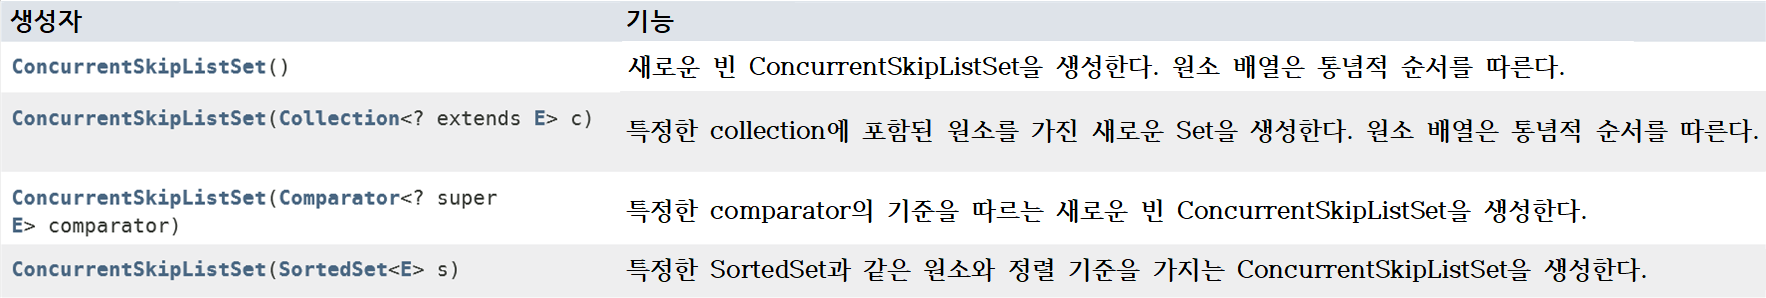 생성자 기능
ConcurrentSkipListSet() 새로운 빈 ConcurrentSkipListSet을 생성한다. 원소 배열은 통념적 순서를 따른다.
ConcurrentSkipListSet(Collection<? extends E> c) 특정한 collection에 포함된 원소를 가진 새로운 Set을 생성한다. 원소 배열은 통념적 순서를 따른다.
ConcurrentSkipListSet(Comparator<? super
E> comparator) 특정한 comparator의 기준을 따르는 새로운 빈 ConcurrentSkipListSet을 생성한다.
ConcurrentSkipListSet(SortedSet<E> s) 특정한 SortedSet과 같은 원소와 정렬 기준을 가지는 ConcurrentSkipListSet을 생성한다.